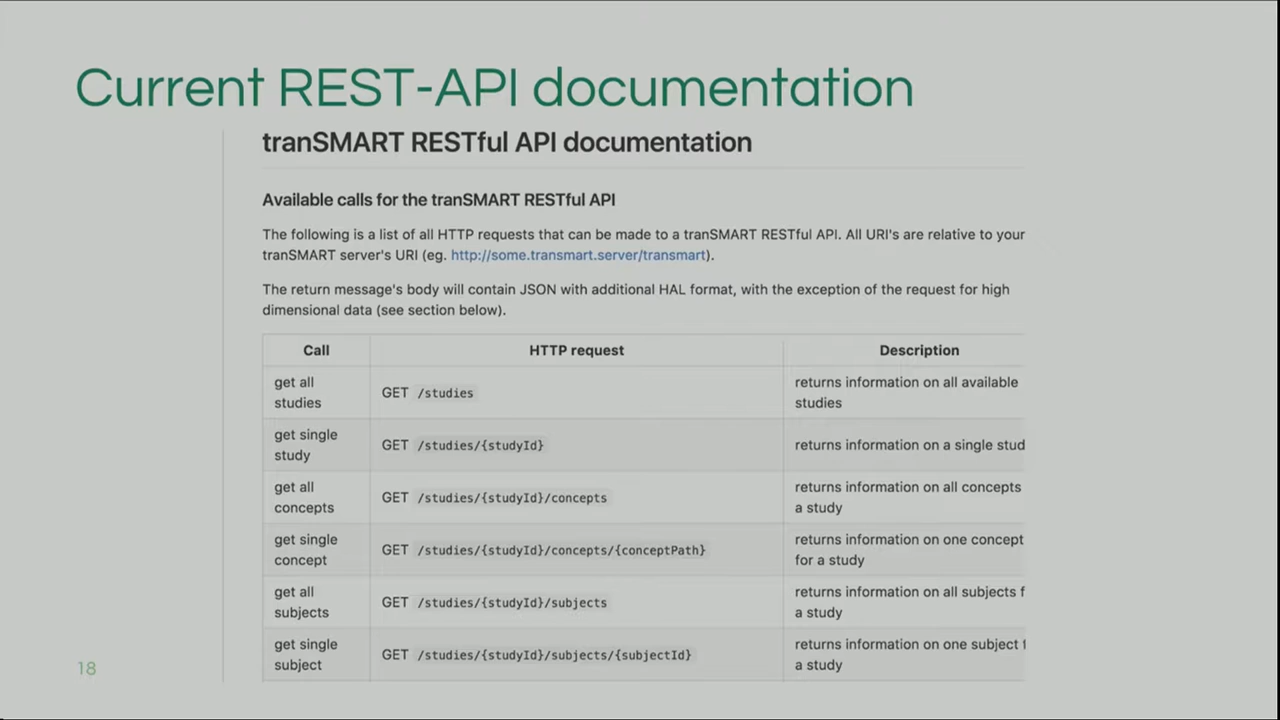 Current REST-API documentation
tranSMART RESTful API documentation
Available calls for the tranSMART RESTful API
The following is a list of all HTTP requests that can be made to a tranSMART RESTful API. All URI's are relative to your
tranSMART server's URI (eg. http://some.transmart.server/transmart).
The return message's body will contain JSON with additional HAL format, with the exception of the request for high
dimensional data (see section below).
Call HTTP request Description
get all
studies
GET /studies
returns information on all available
studies
get single
study
GET /studies/{studyId}
returns information on a single stud
get all
concepts
GET /studies/{studyId}/concepts
returns information on all concepts
a study
get single
concept
GET /studies/{studyId}/concepts/{conceptPath}
returns information on one concept
for a study
get all
subjects
GET /studies/{studyId}/subjects
returns information on all subjects f
a study
get single
subject
GET /studies/{studyId}/subjects/{subjectId}
returns information on one subject
a study
18